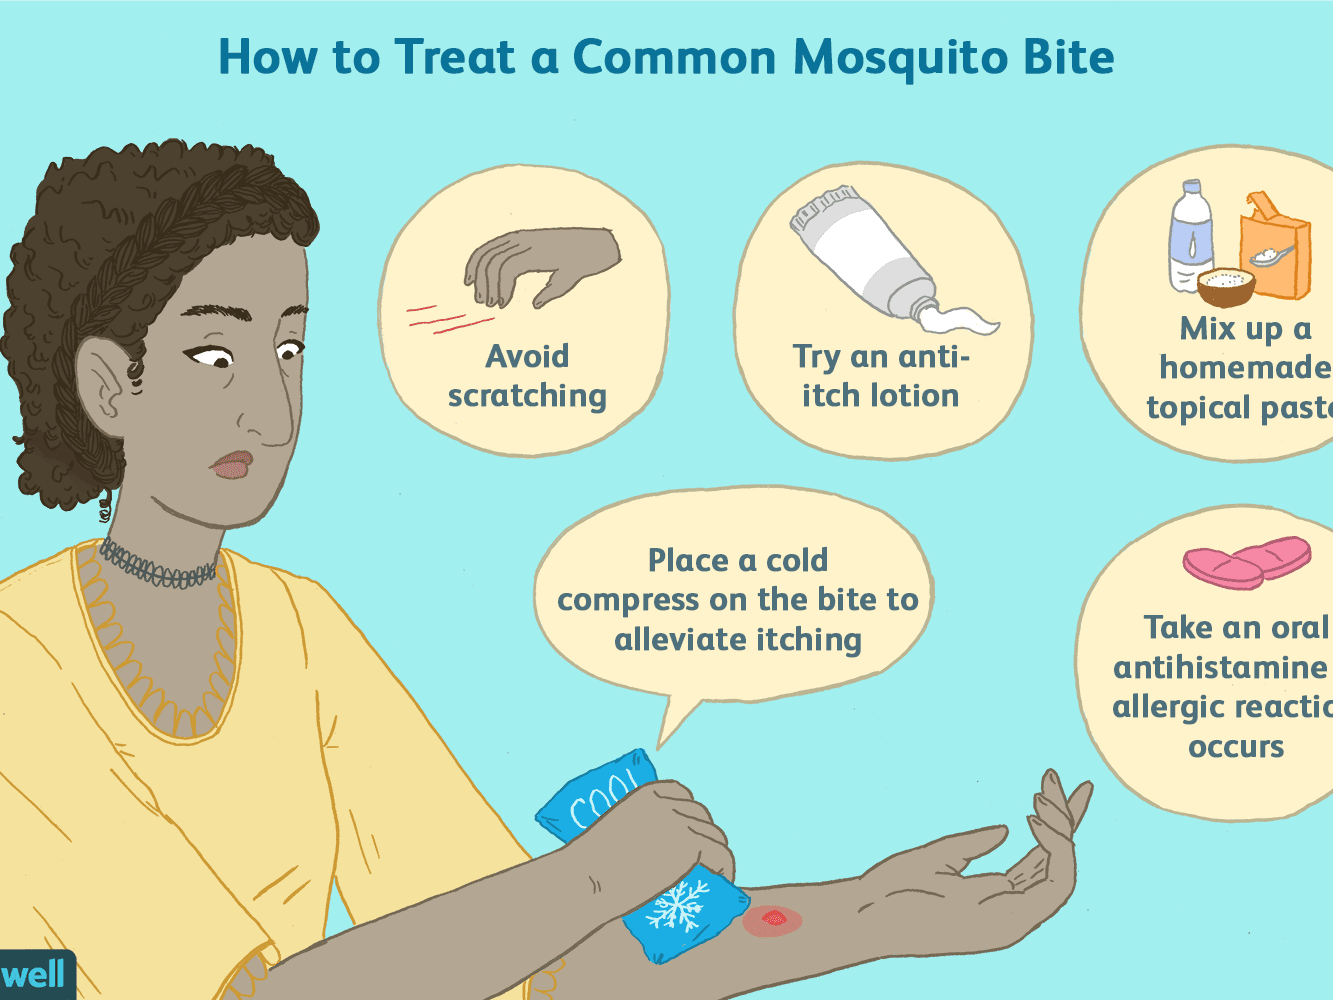 How to Treat a Common Mosquito Bite
Avoid
scratching
Try an anti-
itch lotion
Mix up a
homemade
topical
Place a cold
compress on the bite to
alleviate itching
Take an oral
antihistamine
allergic
occurs
COOL
well